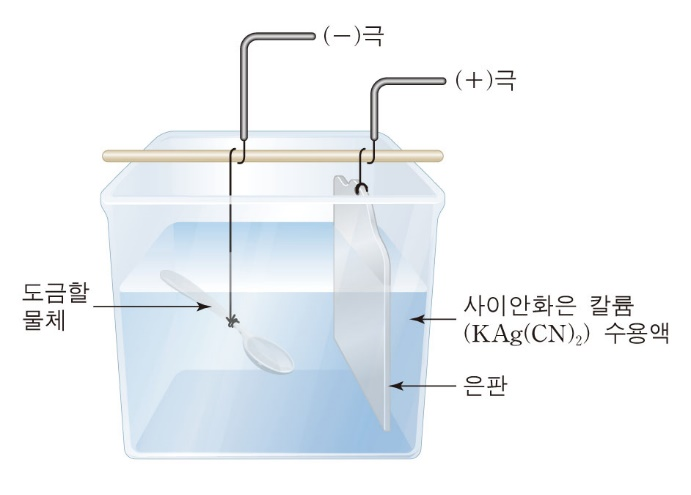 (−)극
(+)극
도금할
물체
사이안화은 칼륨
(KAg(CN)₂) 수용액
은판